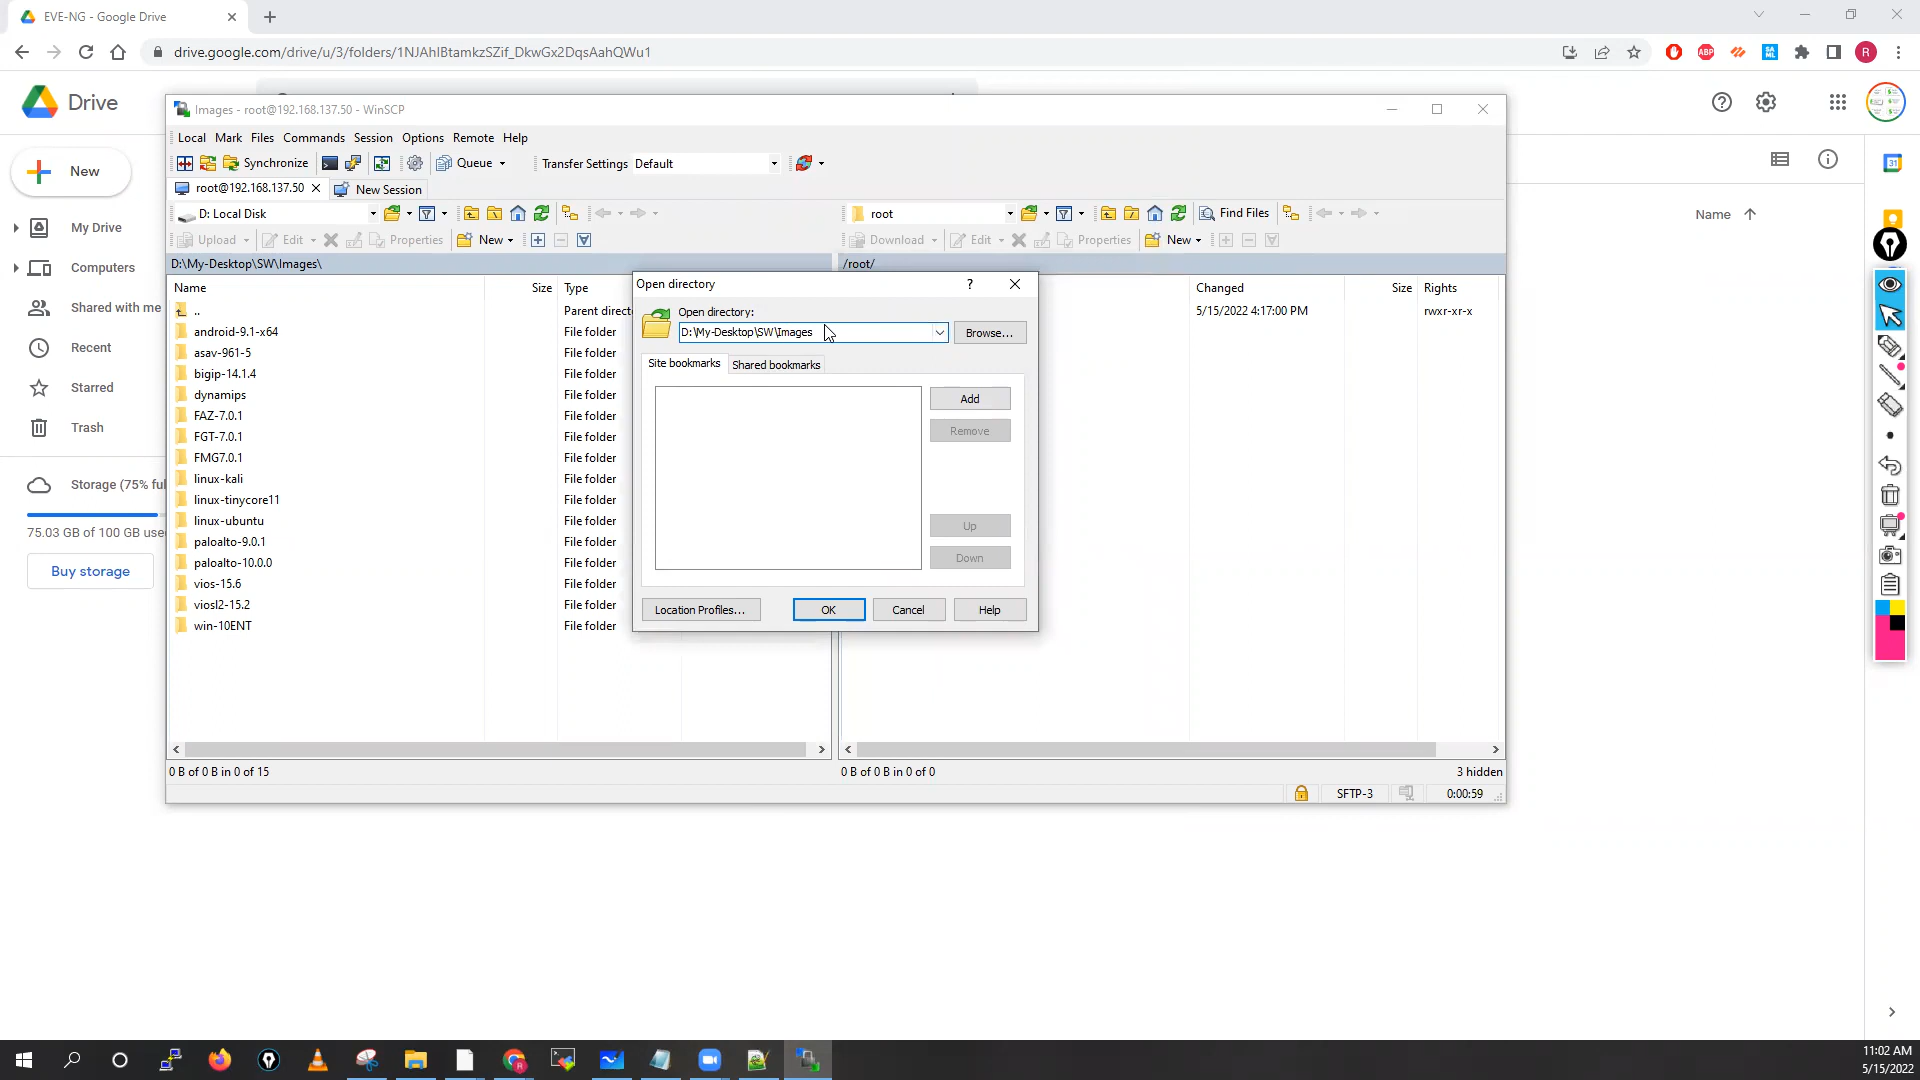 EVE-NG - Google Drive
drive.google.com/drive/u/3/folders/1NJAhlBtamkzSZif_DkwGx2DqsAahQWu1
ABP
SA ML
R
Drive
New
My Drive
Computers
Shared with me
Recent
Starred
Trash
Storage (75% ful
75.03 GB of 100 GB use
Buy storage
Name
31
Images - root@192.168.137.50 - WinSCP
Local Mark Files Commands Session Options Remote Help
Synchronize Queue Transfer Settings Default
root@192.168.137.50 New Session
D: Local Disk
root Find Files
Upload Edit Properties New
Download Edit Properties New
D:\My-Desktop\SW\Images\
/root/
Name Size Type
Changed Size Rights
.. Parent direct
5/15/2022 4:17:00 PM rwxr-xr-x
android-9.1-x64 File folder
asav-961-5 File folder
bigip-14.1.4 File folder
dynamips File folder
FAZ-7.0.1 File folder
FGT-7.0.1 File folder
FMG7.0.1 File folder
linux-kali File folder
linux-tinycore11 File folder
linux-ubuntu File folder
paloalto-9.0.1 File folder
paloalto-10.0.0 File folder
vios-15.6 File folder
viosl2-15.2 File folder
win-10ENT File folder
Open directory ?
Open directory:
D:\My-Desktop\SW\Images Browse...
Site bookmarks Shared bookmarks
Add
Remove
Up
Down
Location Profiles... OK Cancel Help
0 B of 0 B in 0 of 15
0 B of 0 B in 0 of 0 3 hidden
SFTP-3 0:00:59
11:02 AM
5/15/2022